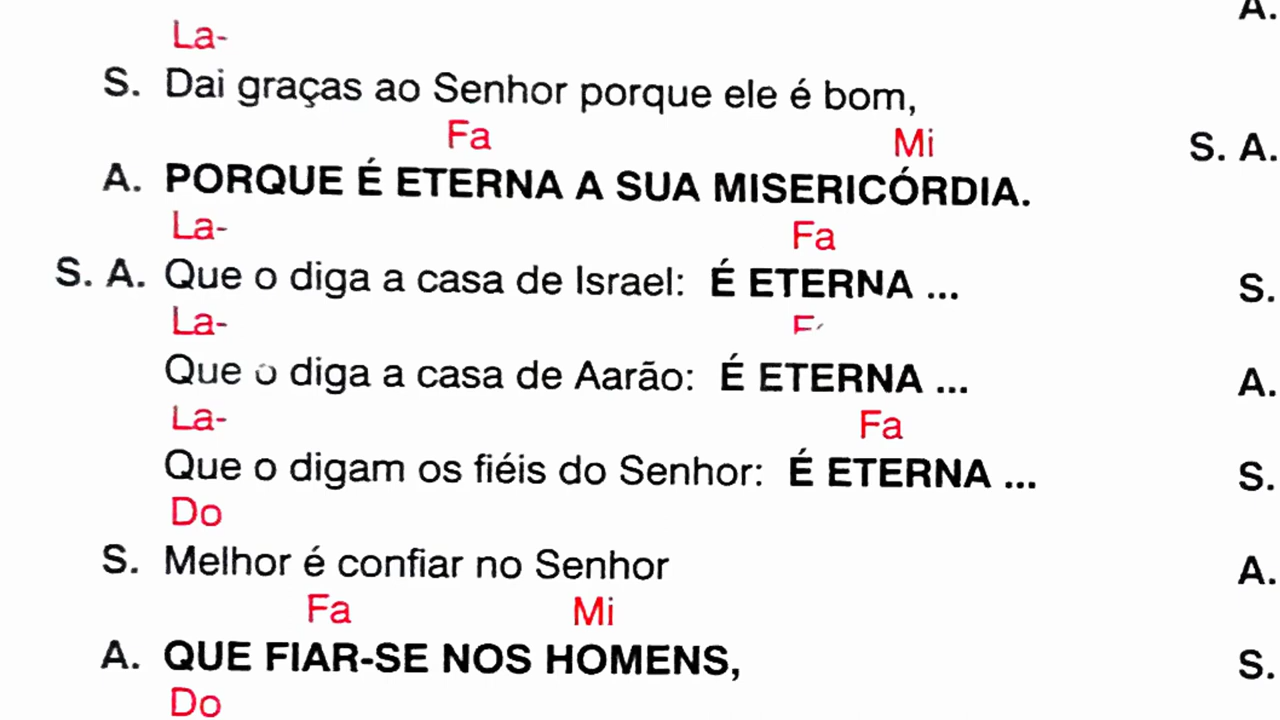 La-
S. Dai graças ao Senhor porque ele é bom,
Fa Mi
A. PORQUE É ETERNA A SUA MISERICÓRDIA.
La- Fa
S. A. Que o diga a casa de Israel: É ETERNA ...
La-
Que o diga a casa de Aarão: É ETERNA ...
La- Fa
Que o digam os fiéis do Senhor: É ETERNA ...
Do
S. Melhor é confiar no Senhor
Fa Mi
A. QUE FIAR-SE NOS HOMENS,
Do
A.
S. A.
S.
A.
S.
A.
S.